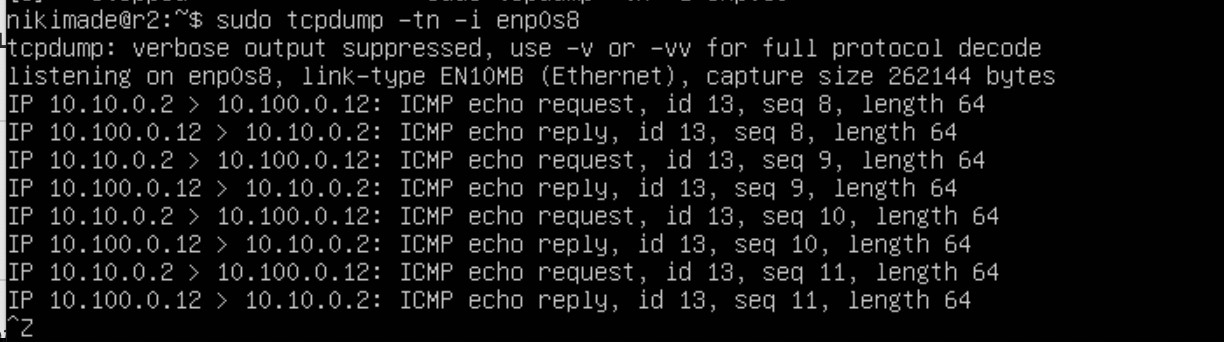 nikimade@r2:~$ sudo tcpdump -tn -i enp0s8
tcpdump: verbose output suppressed, use -v or -vv for full protocol decode
listening on enp0s8, link-type EN10MB (Ethernet), capture size 262144 bytes
IP 10.10.0.2 > 10.100.0.12: ICMP echo request, id 13, seq 8, length 64
IP 10.100.0.12 > 10.10.0.2: ICMP echo reply, id 13, seq 8, length 64
IP 10.10.0.2 > 10.100.0.12: ICMP echo request, id 13, seq 9, length 64
IP 10.100.0.12 > 10.10.0.2: ICMP echo reply, id 13, seq 9, length 64
IP 10.10.0.2 > 10.100.0.12: ICMP echo request, id 13, seq 10, length 64
IP 10.100.0.12 > 10.10.0.2: ICMP echo reply, id 13, seq 10, length 64
IP 10.10.0.2 > 10.100.0.12: ICMP echo request, id 13, seq 11, length 64
IP 10.100.0.12 > 10.10.0.2: ICMP echo reply, id 13, seq 11, length 64
^Z